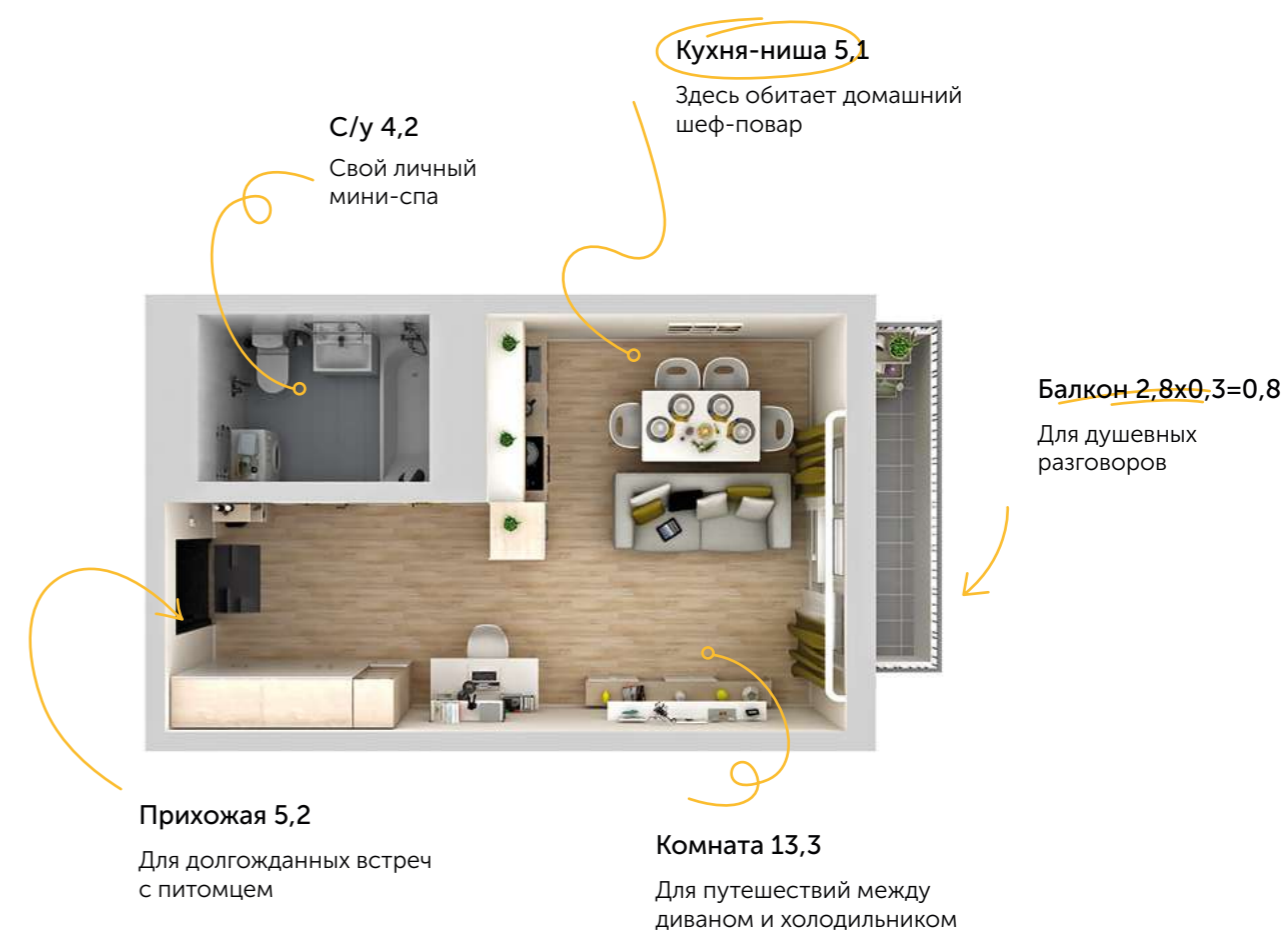 Кухня-ниша 5,1
Здесь обитает домашний
шеф-повар
С/у 4,2
Свой личный
мини-спа
Балкон 2,8х0,3=0,8
Для душевных
разговоров
Прихожая 5,2
Для долгожданных встреч
с питомцем
Комната 13,3
Для путешествий между
диваном и холодильником